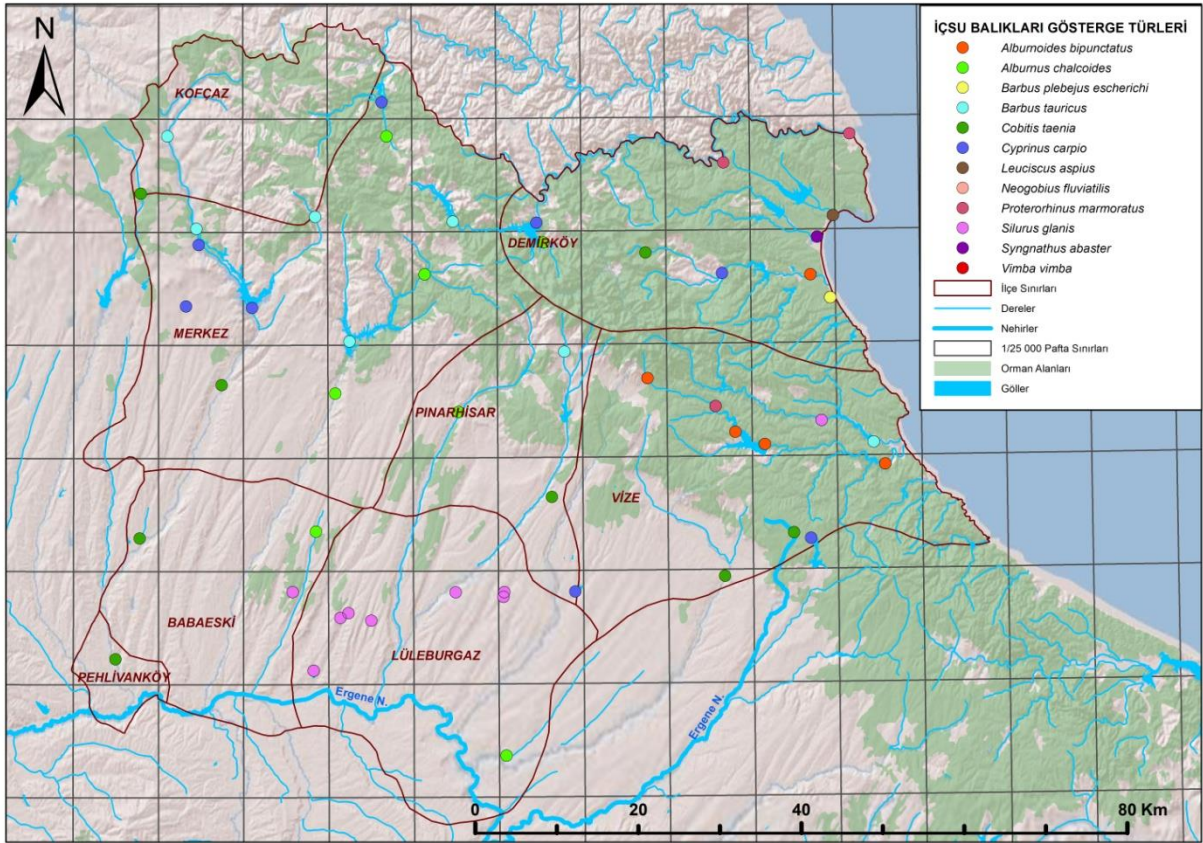 N
KOFÇAZ
DEMİRKÖY
MERKEZ
PINARHİSAR
VİZE
BABAESKİ
LÜLEBURGAZ
PEHLİVANKÖY
Ergene N.
Ergene N.
0 20 40 80 Km
İÇSU BALIKLARI GÖSTERGE TÜRLERİ
Alburnoides bipunctatus
Alburnus chalcoides
Barbus plebejus escherichi
Barbus tauricus
Cobitis taenia
Cyprinus carpio
Leuciscus aspius
Neogobius fluviatilis
Proterorhinus marmoratus
Silurus glanis
Syngnathus abaster
Vimba vimba
İlçe Sınırları
Dereler
Nehirler
1/25 000 Pafta Sınırları
Orman Alanları
Göller